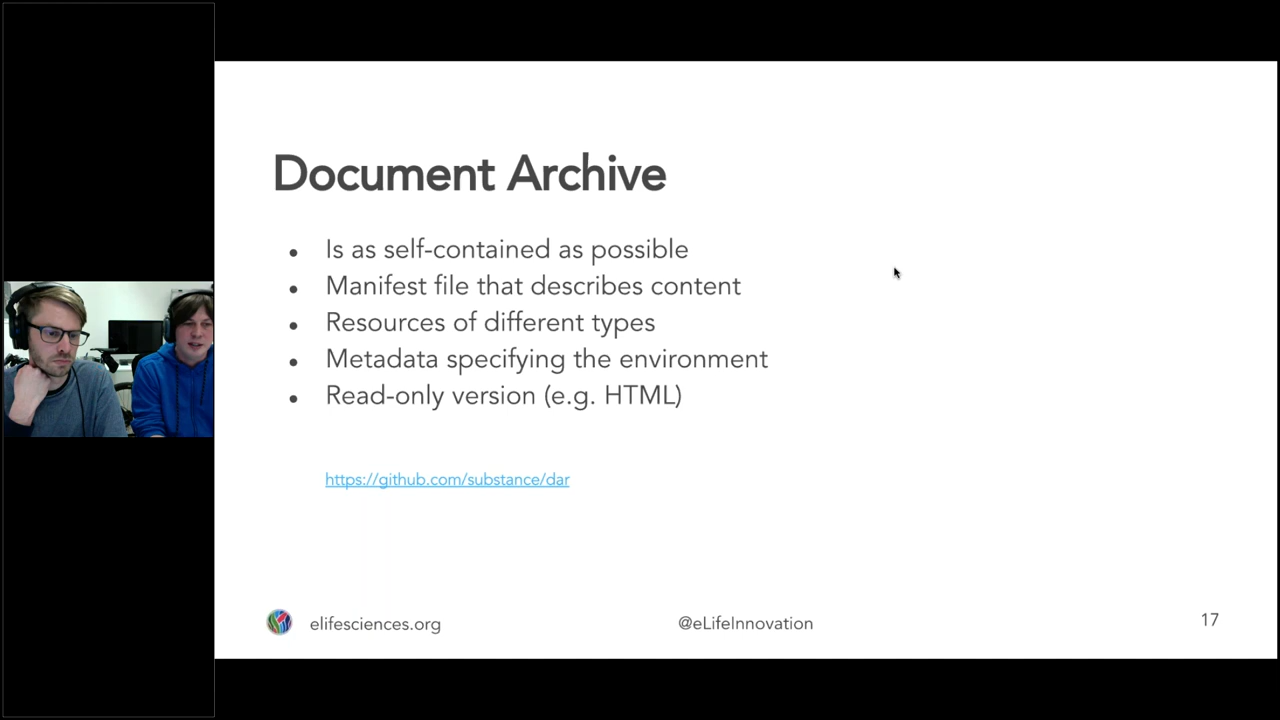 Document Archive
● Is as self-contained as possible
● Manifest file that describes content
● Resources of different types
● Metadata specifying the environment
● Read-only version (e.g. HTML)
https://github.com/substance/dar
elifesciences.org @eLifeInnovation 17